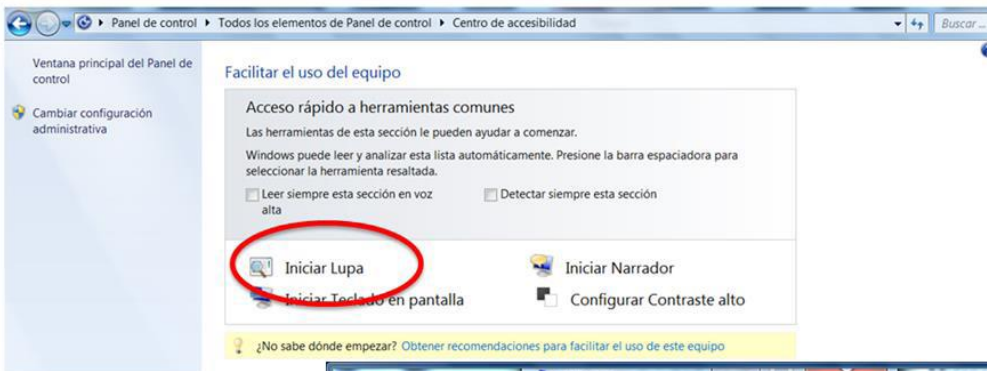 Panel de control ▸ Todos los elementos de Panel de control ▸ Centro de accesibilidad
Buscar ...
Ventana principal del Panel de
control
Cambiar configuración
administrativa
Facilitar el uso del equipo
Acceso rápido a herramientas comunes
Las herramientas de esta sección le pueden ayudar a comenzar.
Windows puede leer y analizar esta lista automáticamente. Presione la barra espaciadora para
seleccionar la herramienta resaltada.
Leer siempre esta sección en voz
alta
Detectar siempre esta sección
Iniciar Lupa
Iniciar Narrador
Iniciar Teclado en pantalla
Configurar Contraste alto
¿No sabe dónde empezar? Obtener recomendaciones para facilitar el uso de este equipo